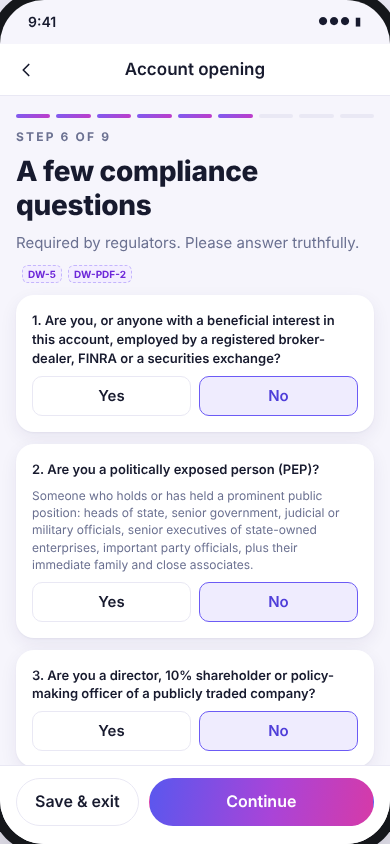 9:41
Account opening
STEP 6 OF 9
A few compliance
questions
Required by regulators. Please answer truthfully.
DW-5 DW-PDF-2
1. Are you, or anyone with a beneficial interest in
this account, employed by a registered broker-
dealer, FINRA or a securities exchange?
Yes No
2. Are you a politically exposed person (PEP)?
Someone who holds or has held a prominent public
position: heads of state, senior government, judicial or
military officials, senior executives of state-owned
enterprises, important party officials, plus their
immediate family and close associates.
Yes No
3. Are you a director, 10% shareholder or policy-
making officer of a publicly traded company?
Yes No
Save & exit Continue